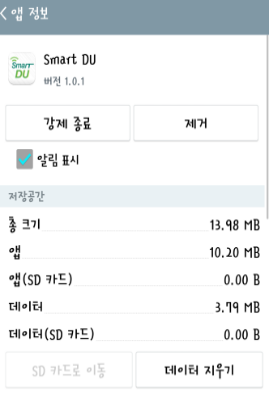 < 앱 정보
Smart DU
Smart DU
버전 1.0.1
강제 종료 제거
알림 표시
저장공간
총 크기 13.98 MB
앱 10.20 MB
앱(SD 카드) 0.00 B
데이터 3.79 MB
데이터(SD 카드) 0.00 B
SD 카드로 이동 데이터 지우기